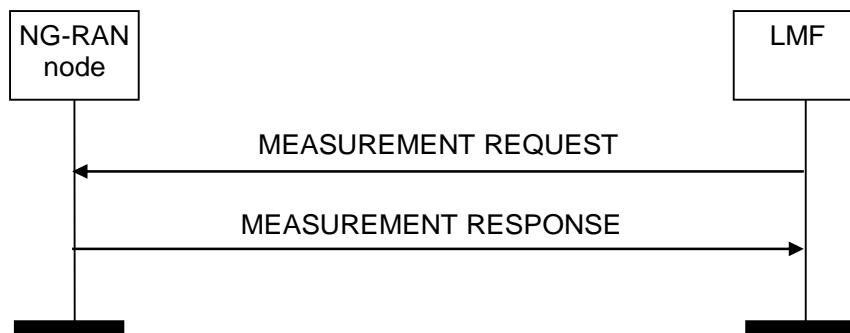 NG-RAN
node
LMF
MEASUREMENT REQUEST
MEASUREMENT RESPONSE